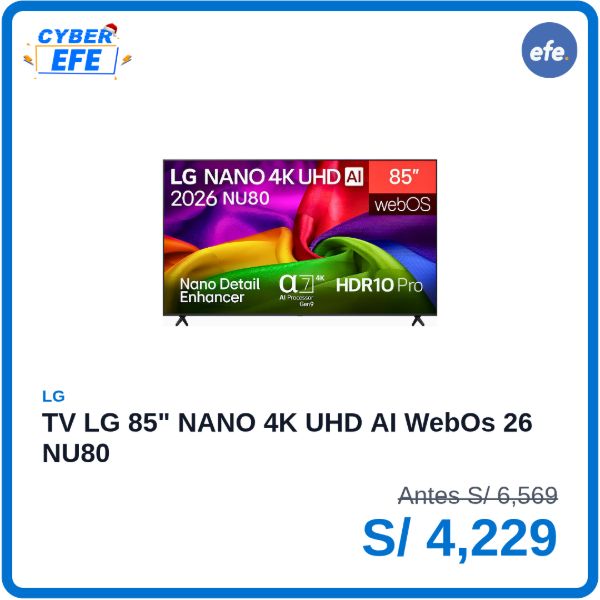 CYBER
EFE
efe.
LG NANO 4K UHD AI 85"
2026 NU80 webOS
Nano Detail
Enhancer
α7 4K
AI Processor
Gen9
HDR10 Pro
LG
TV LG 85" NANO 4K UHD AI WebOs 26
NU80
Antes S/ 6,569
S/ 4,229